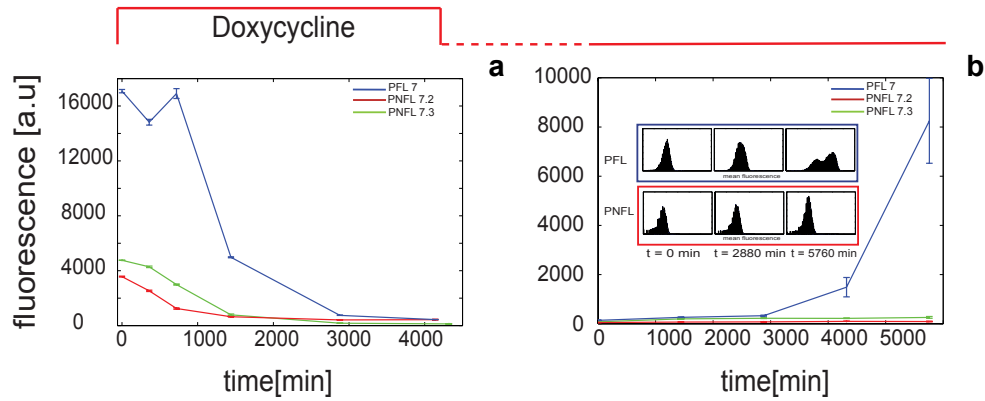 Doxycycline
a
b
fluorescence [a.u]
16000
12000
8000
4000
0
PFL 7
PNFL 7.2
PNFL 7.3
0 1000 2000 3000 4000
time[min]
10000
8000
6000
4000
2000
0
PFL 7
PNFL 7.2
PNFL 7.3
PFL
mean fluorescence
PNFL
mean fluorescence
t = 0 min t = 2880 min t = 5760 min
0 1000 2000 3000 4000 5000
time[min]